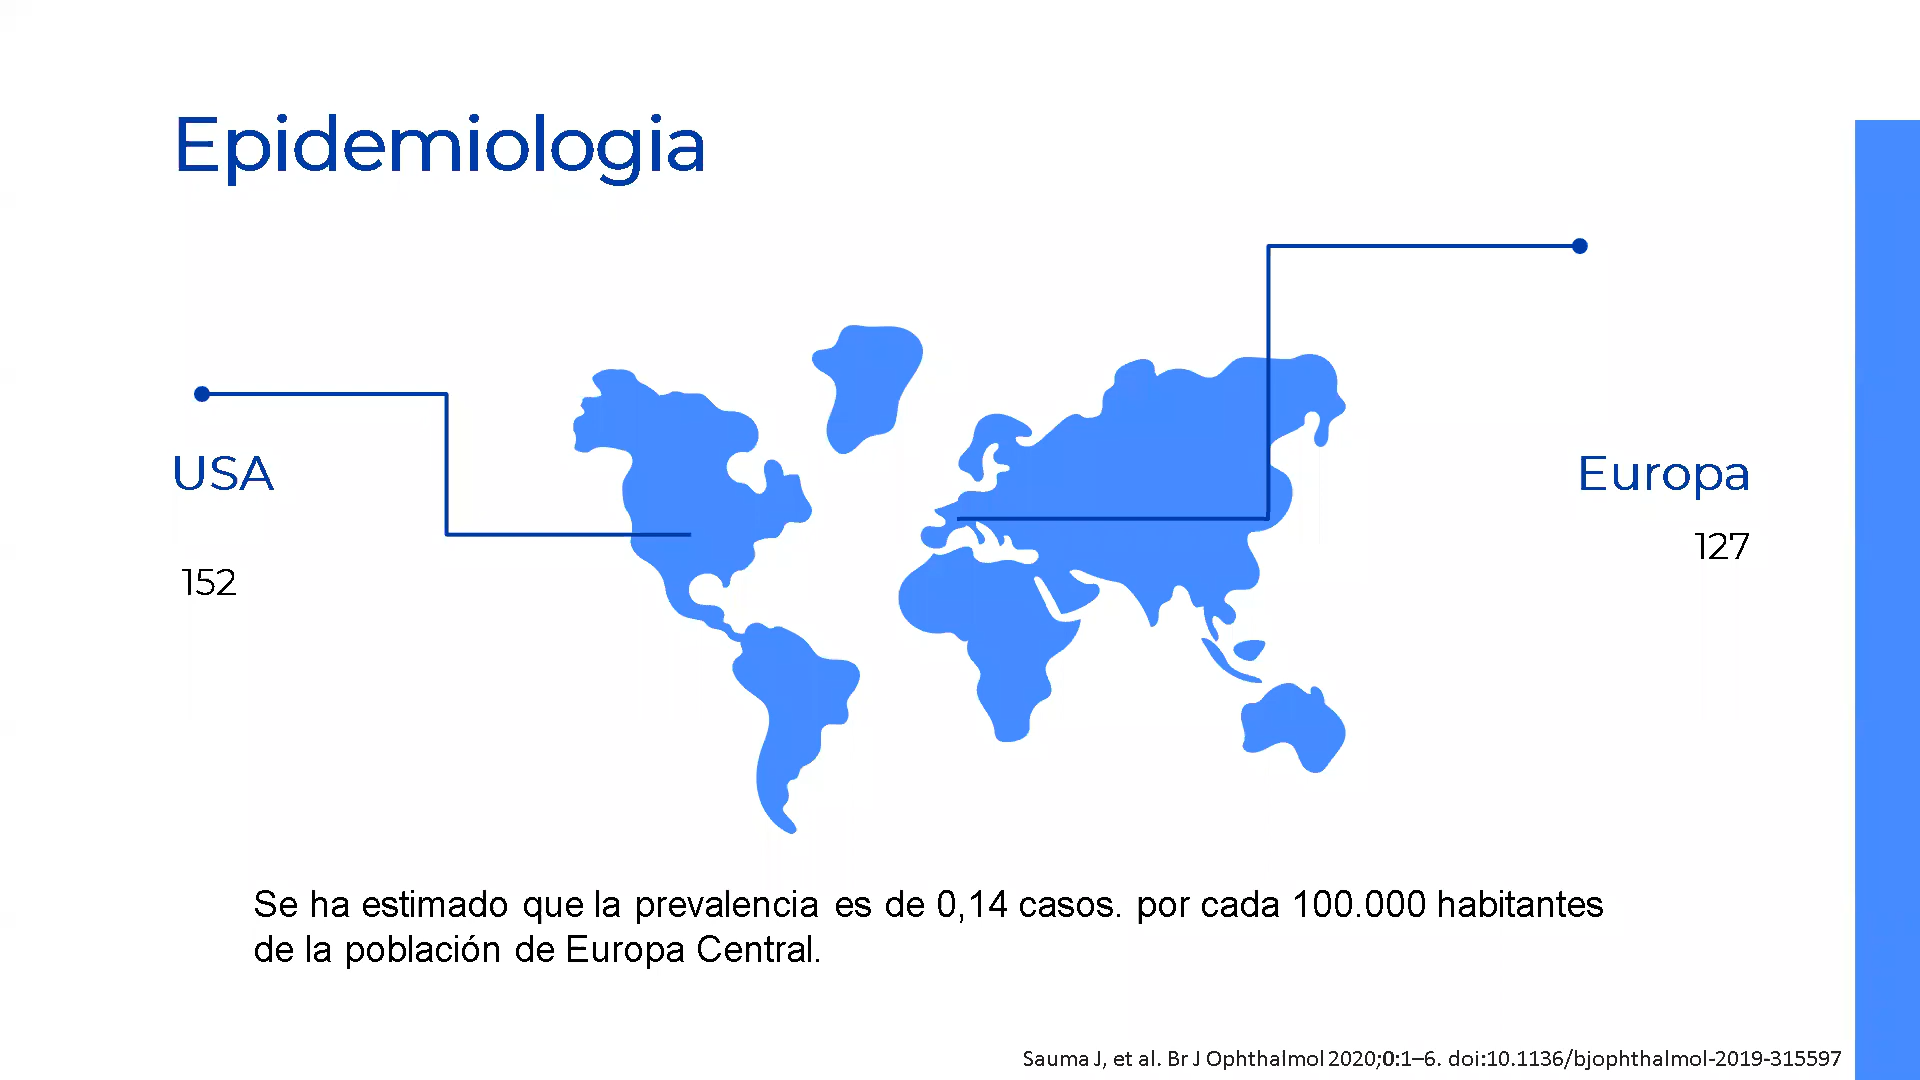 Epidemiologia
USA
152
Europa
127
Se ha estimado que la prevalencia es de 0,14 casos. por cada 100.000 habitantes
de la población de Europa Central.
Sauma J, et al. Br J Ophthalmol 2020;0:1–6. doi:10.1136/bjophthalmol-2019-315597